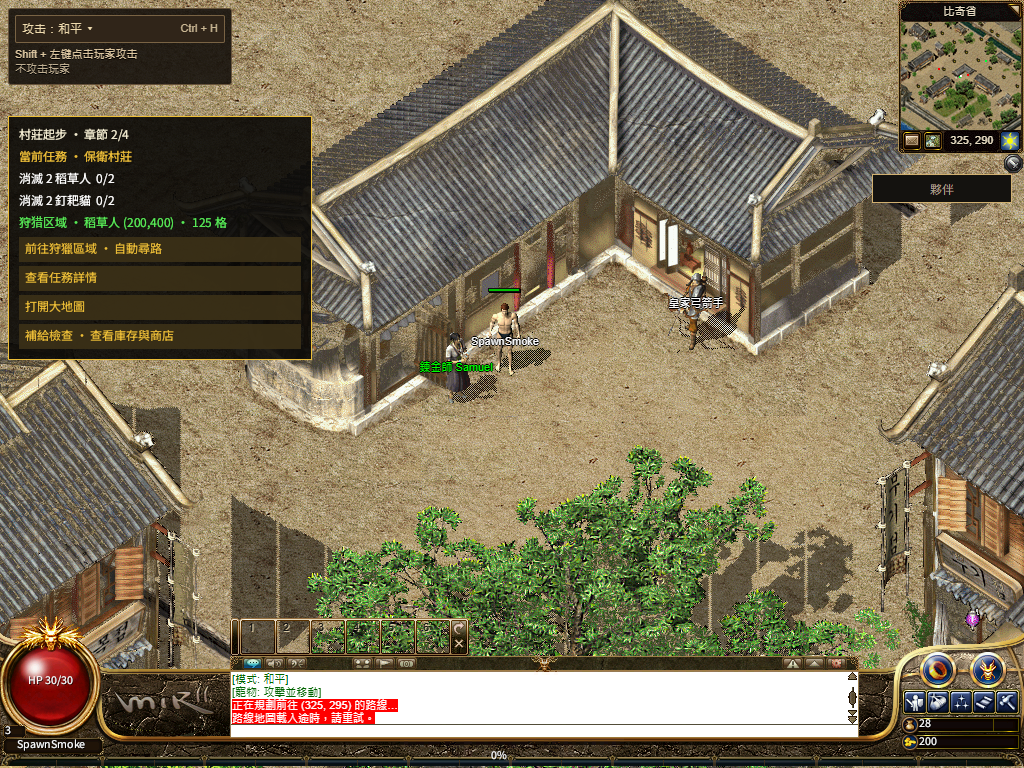 攻击：和平 ▾ Ctrl + H
Shift + 左键点击玩家攻击
不攻击玩家
比奇省
325, 290
村莊起步 • 章節 2/4
當前任務 • 保衛村莊
消滅 2 稻草人 0/2
消滅 2 釘耙貓 0/2
狩猎区域 • 稻草人 (200,400) • 125 格
前往狩獵區域 • 自動尋路
查看任務詳情
打開大地圖
補給檢查 • 查看庫存與商店
夥伴
皇家弓箭手
SpawnSmoke
鍊金師 Samuel
1 2
HP 30/30
[模式: 和平]
[寵物: 攻擊並移動]
正在規劃前往 (325, 295) 的路線...
路線地圖載入逾時，請重試。
28
200
3
SpawnSmoke
0%